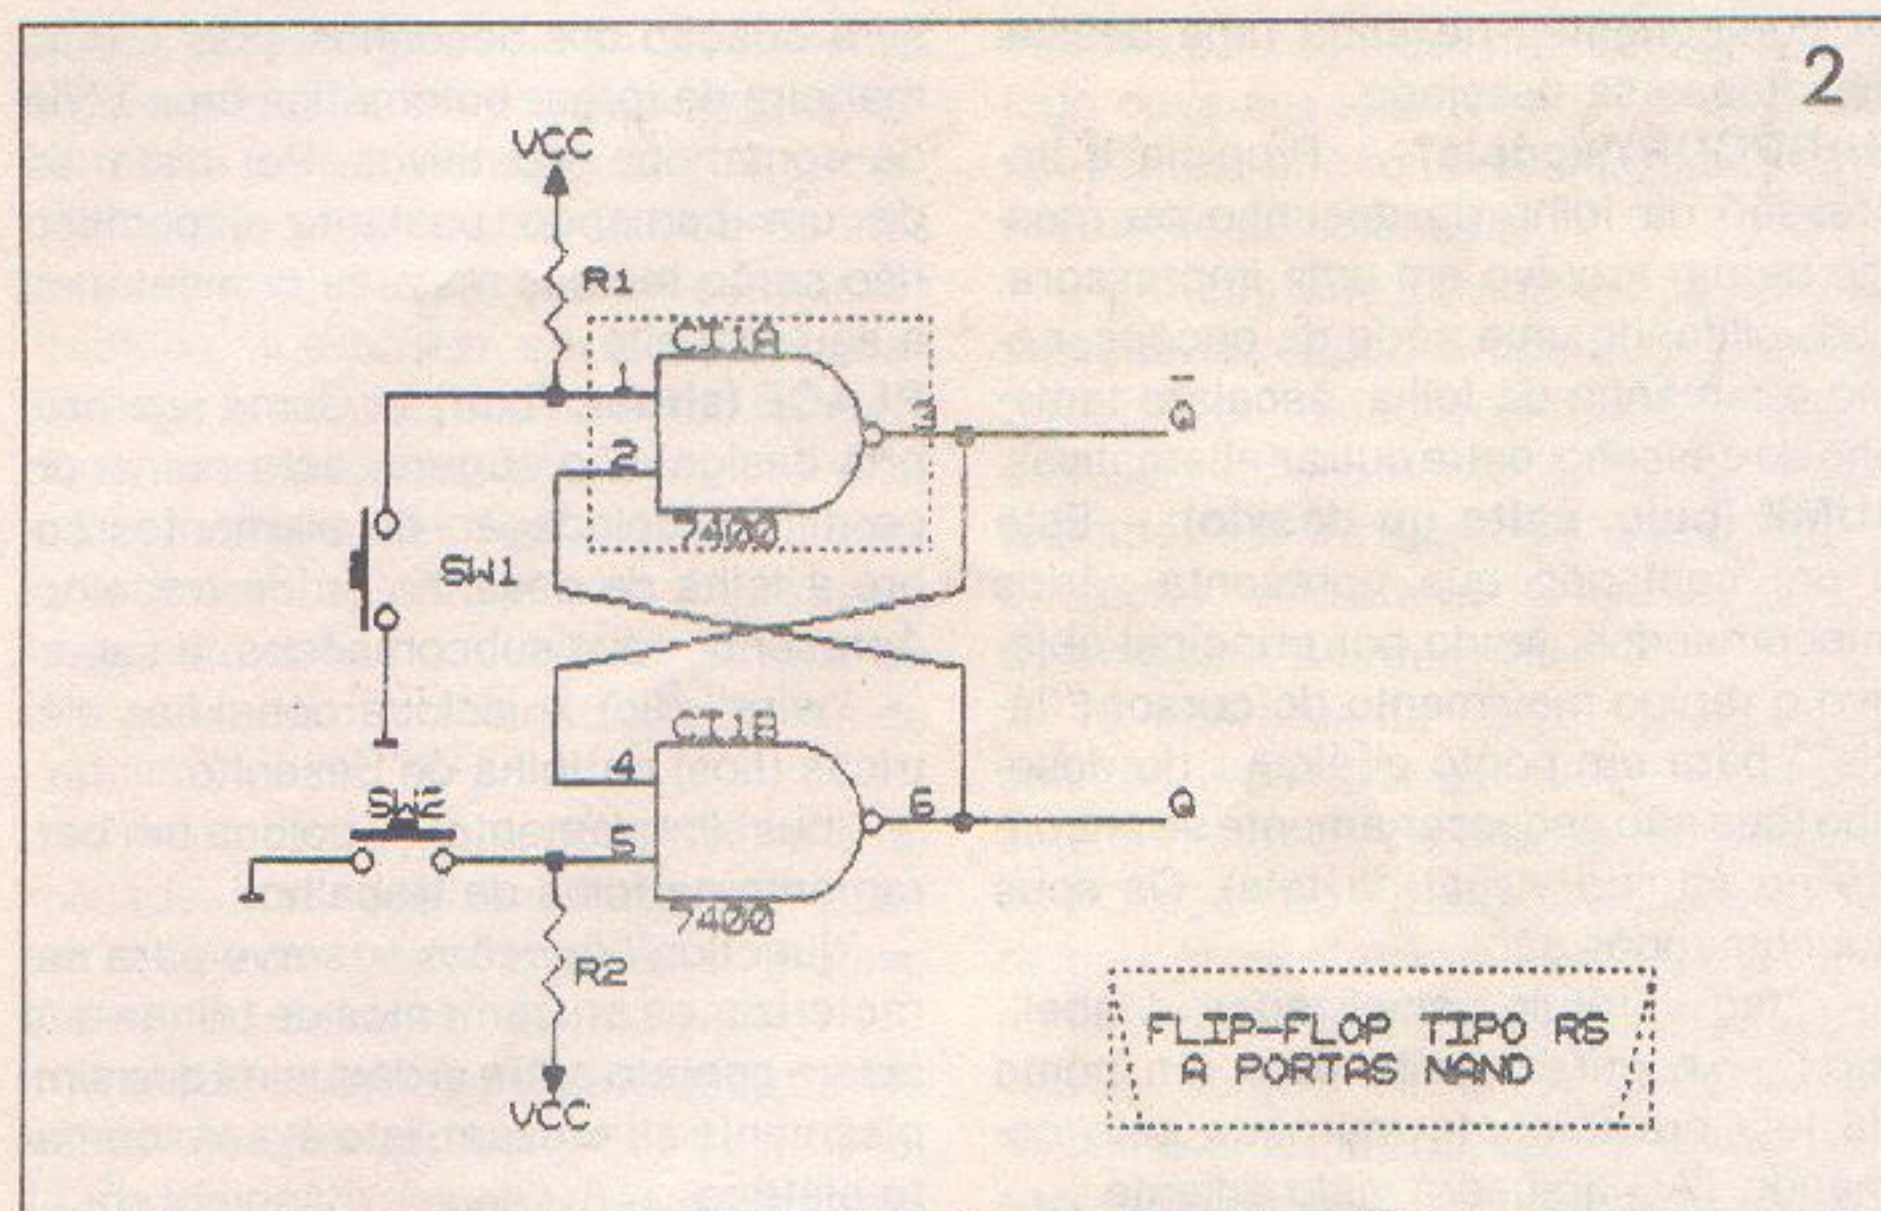 2
VCC
R1
CI1A
1
2
3
Q
7400
SW1
CI1B
4
SW2
6
Q
5
7400
R2
VCC
FLIP-FLOP TIPO RS
A PORTAS NAND